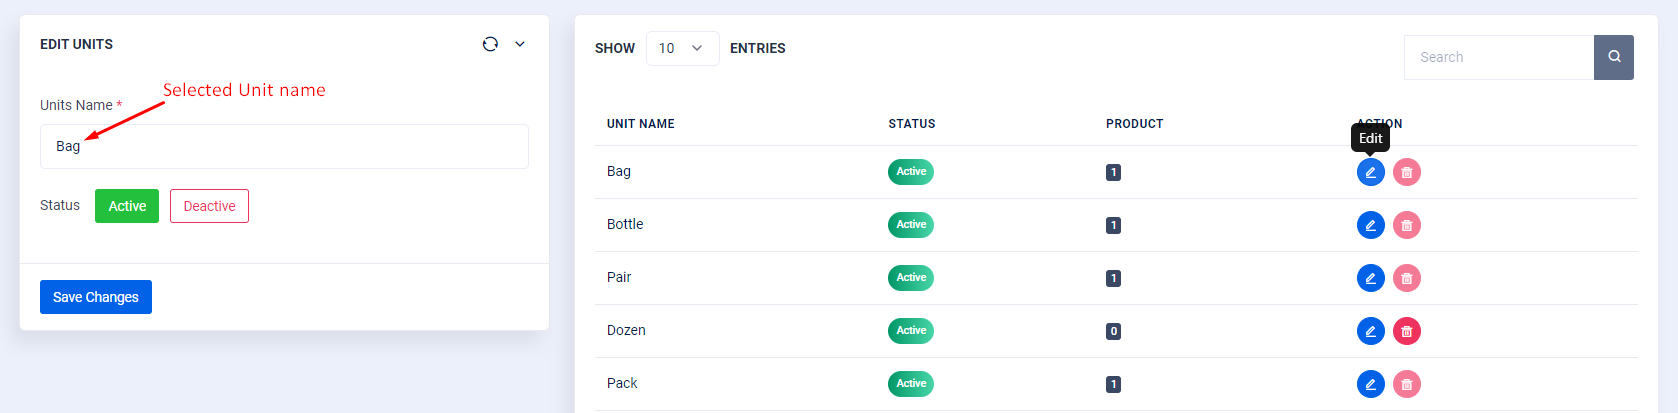 EDIT UNITS
Selected Unit name
Units Name *
Bag
Status Active Deactive
Save Changes
SHOW 10 ENTRIES
Search
UNIT NAME STATUS PRODUCT ACTION
Edit
Bag Active 1
Bottle Active 1
Pair Active 1
Dozen Active 0
Pack Active 1